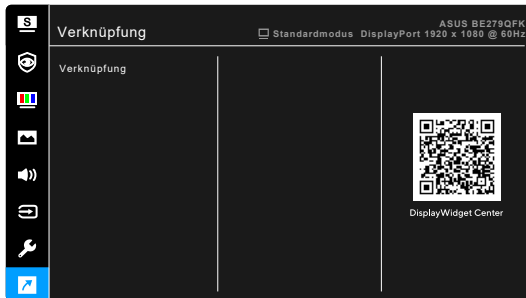 S
Verknüpfung
ASUS BE279QFK
Standardmodus DisplayPort 1920 x 1080 @ 60Hz
Verknüpfung
DisplayWidget Center